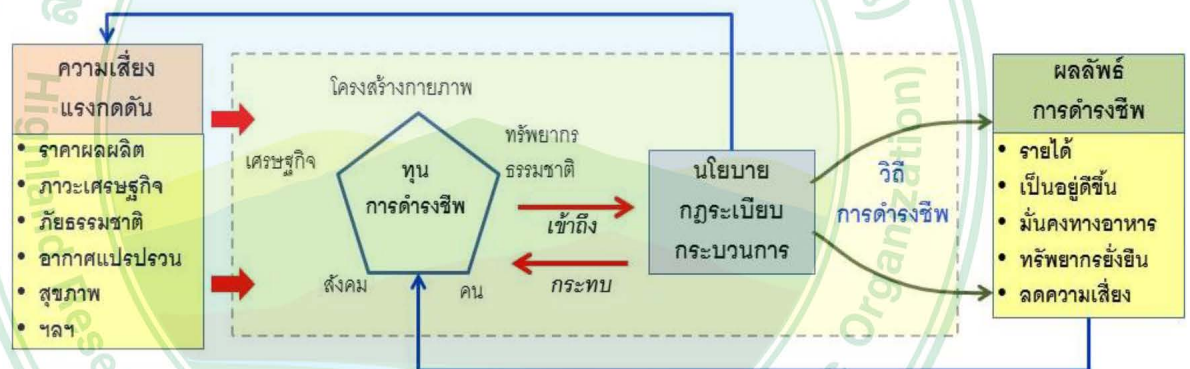 ความเสี่ยง
แรงกดดัน
• ราคาผลผลิต
• ภาวะเศรษฐกิจ
• ภัยธรรมชาติ
• อากาศแปรปรวน
• สุขภาพ
• ฯลฯ
โครงสร้างกายภาพ
เศรษฐกิจ
ทรัพยากร
ธรรมชาติ
ทุน
การดำรงชีพ
สังคม
คน
เข้าถึง
กระทบ
นโยบาย
กฎระเบียบ
กระบวนการ
วิถี
การดำรงชีพ
ผลลัพธ์
การดำรงชีพ
• รายได้
• เป็นอยู่ดีขึ้น
• มั่นคงทางอาหาร
• ทรัพยากรยั่งยืน
• ลดความเสี่ยง
Highland
Organization)